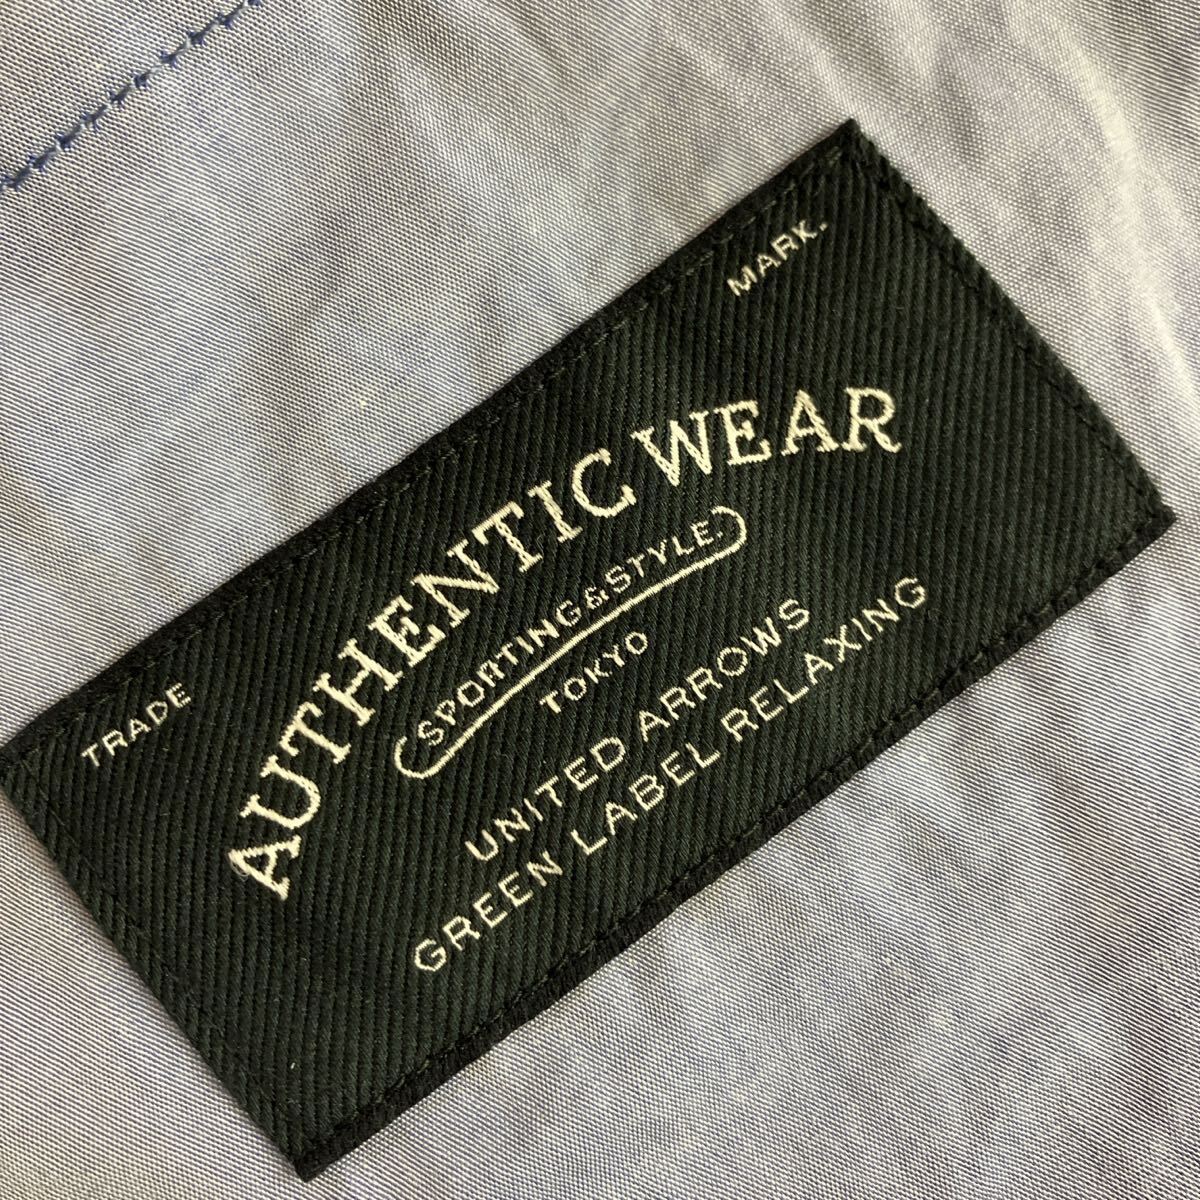 TRADE MARK.
AUTHENTIC WEAR
SPORTING & STYLE.
TOKYO
UNITED ARROWS
GREEN LABEL RELAXING